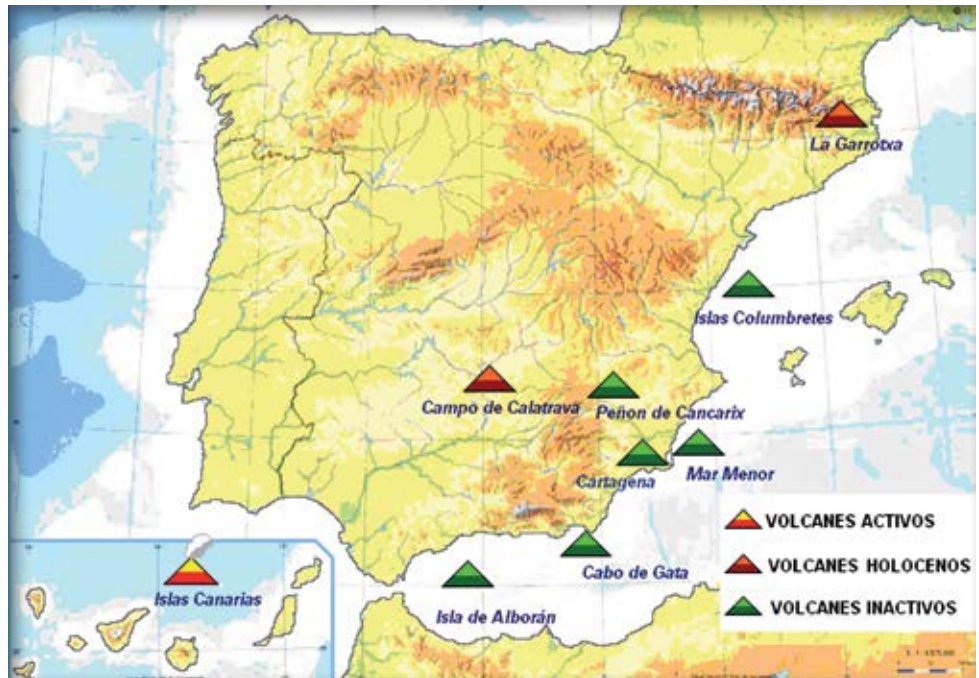 La Garrotxa
Islas Columbretes
Campo de Calatrava
Peñon de Cancarix
Cartagena
Mar Menor
Cabo de Gata
Isla de Alborán
Islas Canarias
VOLCANES ACTIVOS
VOLCANES HOLOCENOS
VOLCANES INACTIVOS